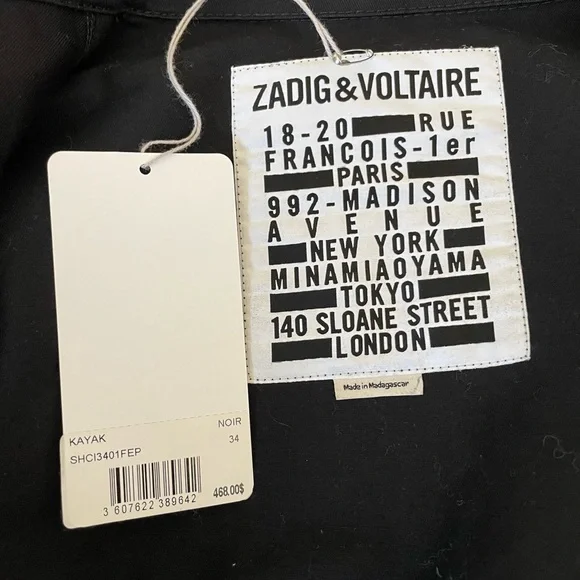 ZADIG&VOLTAIRE
18-20 RUE
FRANCOIS-1er
PARIS
992-MADISON
AVENUE
NEW YORK
MINAMIAOYAMA
TOKYO
140 SLOANE STREET
LONDON
Made in Madagascar
KAYAK NOIR
SHCI3401FEP 34
3 607622 389642 468.00$